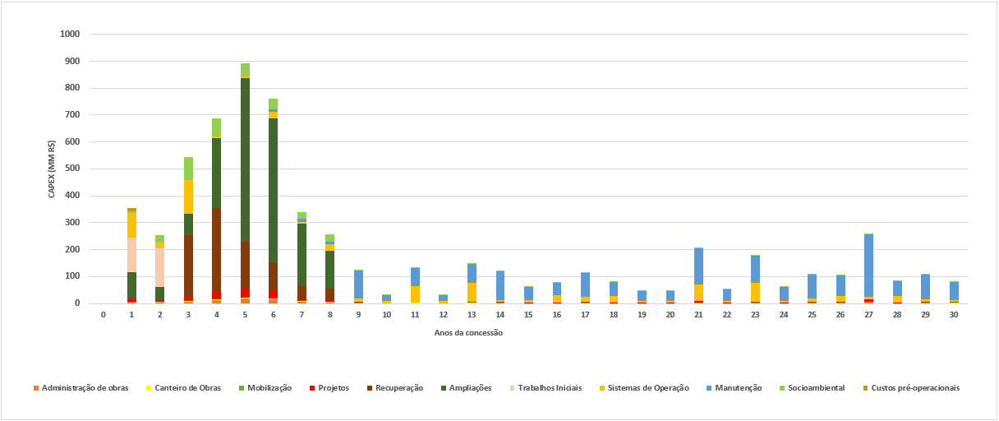 1000
900
800
700
600
500
400
300
200
100
0
CAPEX (MM R$)
0 1 2 3 4 5 6 7 8 9 10 11 12 13 14 15 16 17 18 19 20 21 22 23 24 25 26 27 28 29 30
Anos da concessão
Administração de obras Canteiro de Obras Mobilização Projetos Recuperação Ampliações Trabalhos Iniciais Sistemas de Operação Manutenção Socioambiental Custos pré-operacionais